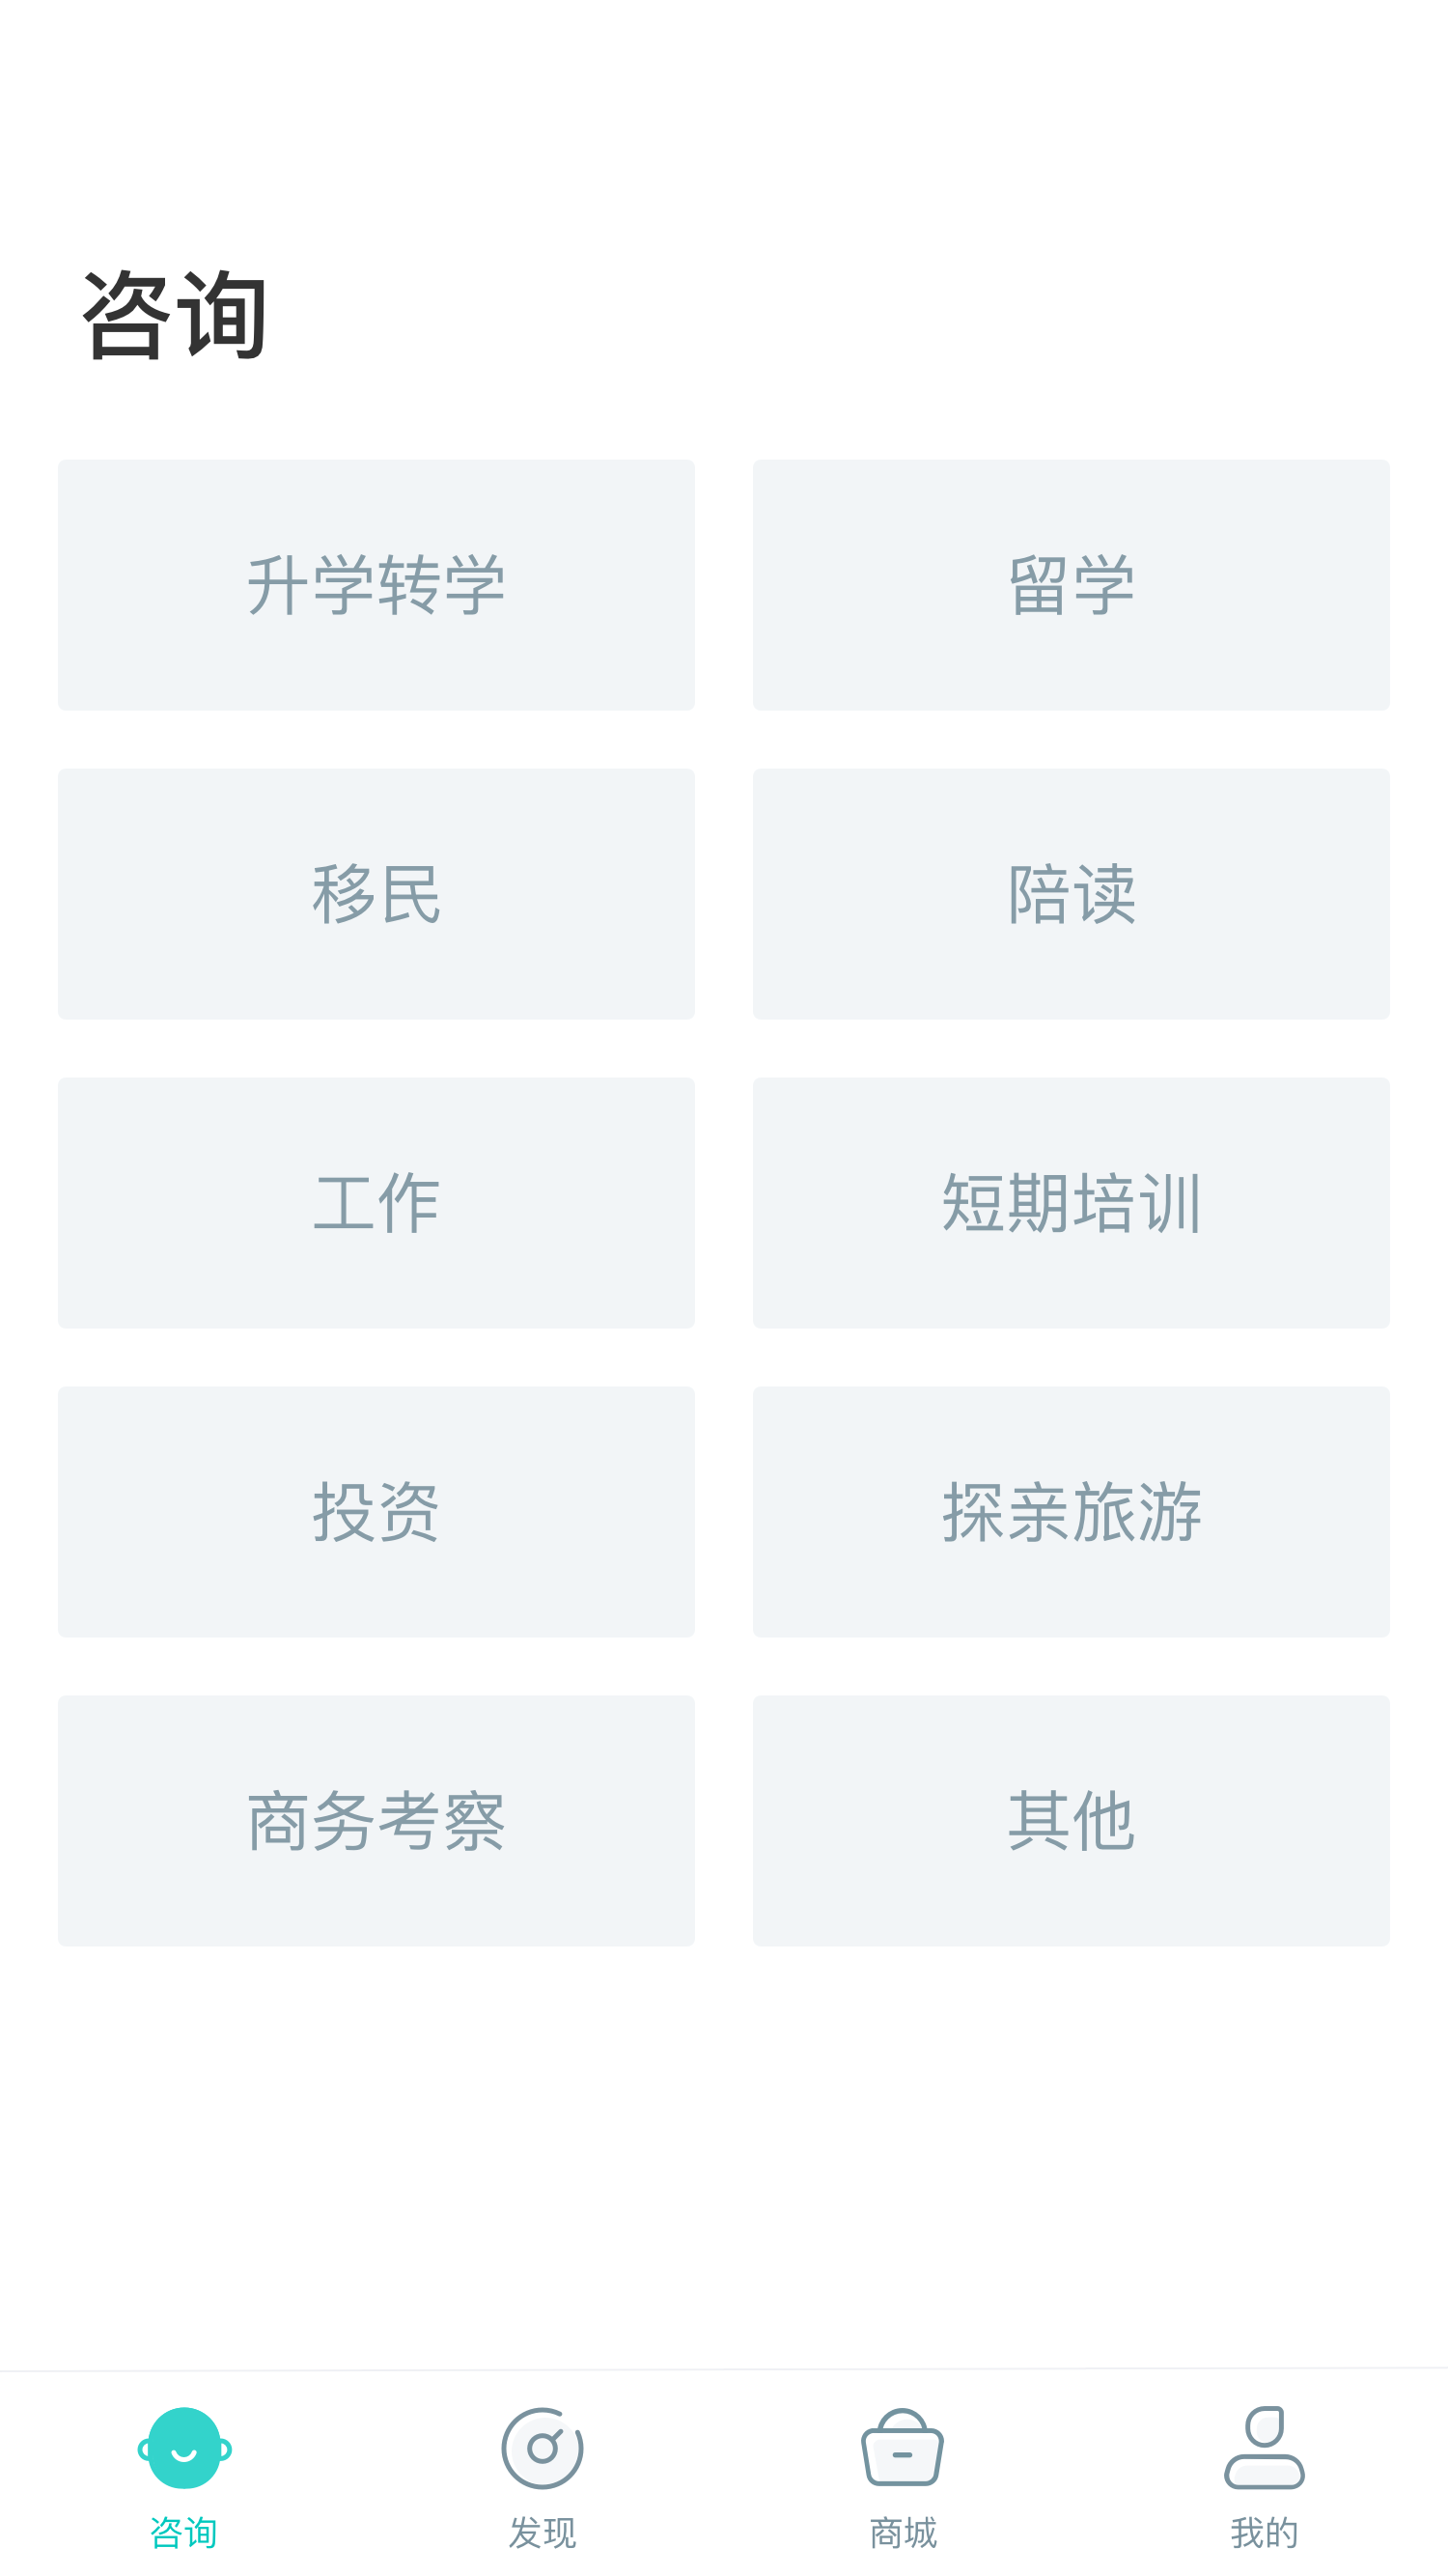 咨询
升学转学
留学
移民
陪读
工作
短期培训
投资
探亲旅游
商务考察
其他
咨询
发现
商城
我的